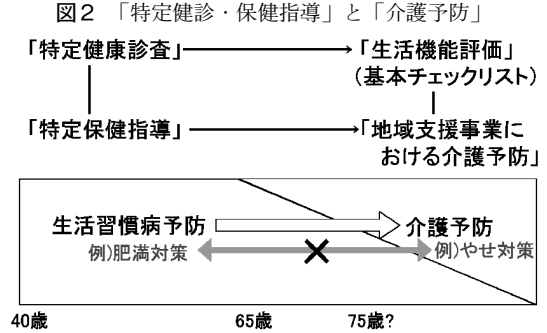 図2 「特定健診・保健指導」と「介護予防」
「特定健康診査」 「生活機能評価」
（基本チェックリスト）
「特定保健指導」 「地域支援事業に
おける介護予防」
生活習慣病予防 介護予防
例)肥満対策 例)やせ対策
40歳 65歳 75歳?